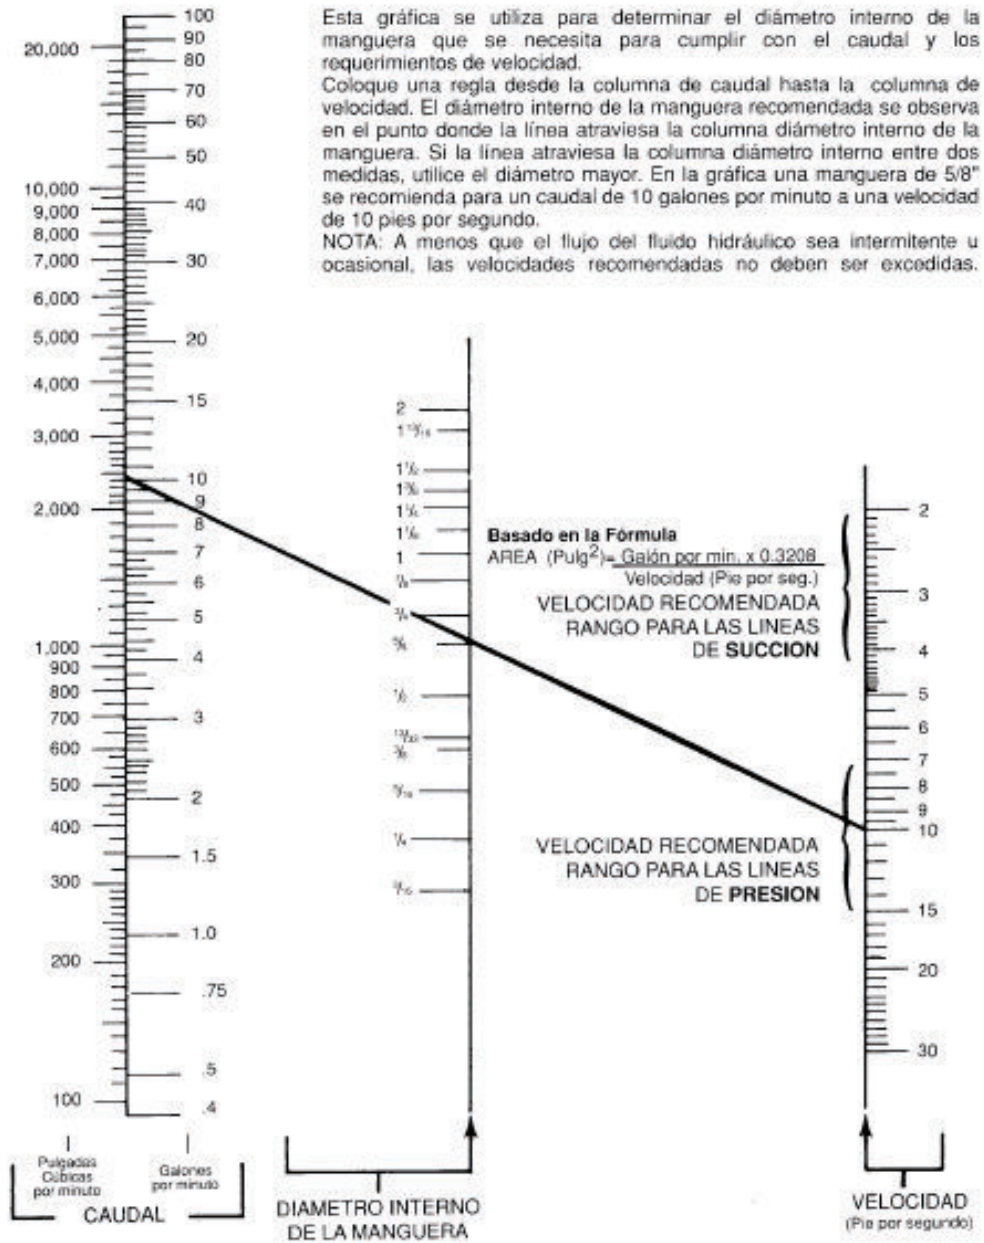 Esta gráfica se utiliza para determinar el diámetro interno de la
manguera que se necesita para cumplir con el caudal y los
requerimientos de velocidad.
Coloque una regla desde la columna de caudal hasta la columna de
velocidad. El diámetro interno de la manguera recomendada se observa
en el punto donde la línea atraviesa la columna diámetro interno de la
manguera. Si la línea atraviesa la columna diámetro interno entre dos
medidas, utilice el diámetro mayor. En la gráfica una manguera de 5/8"
se recomienda para un caudal de 10 galones por minuto a una velocidad
de 10 pies por segundo.
NOTA: A menos que el flujo del fluido hidráulico sea intermitente u
ocasional, las velocidades recomendadas no deben ser excedidas.
20,000
10,000
9,000
8,000
7,000
6,000
5,000
4,000
3,000
2,000
1,000
900
800
700
600
500
400
300
200
100
100
90
80
70
60
50
40
30
20
15
10
9
8
7
6
5
4
3
2
1.5
1.0
.75
.5
.4
Pulgadas
Cúbicas
por minuto
Galones
por minuto
CAUDAL
2
1 13/16
1 1/2
1
1/2
1/4
DIAMETRO INTERNO
DE LA MANGUERA
Basado en la Fórmula
AREA (Pulg2)= Galón por min. x 0.3208
Velocidad (Pie por seg.)
VELOCIDAD RECOMENDADA
RANGO PARA LAS LINEAS
DE SUCCION
VELOCIDAD RECOMENDADA
RANGO PARA LAS LINEAS
DE PRESION
2
3
4
5
6
7
8
9
10
15
20
30
VELOCIDAD
(Pie por segundo)